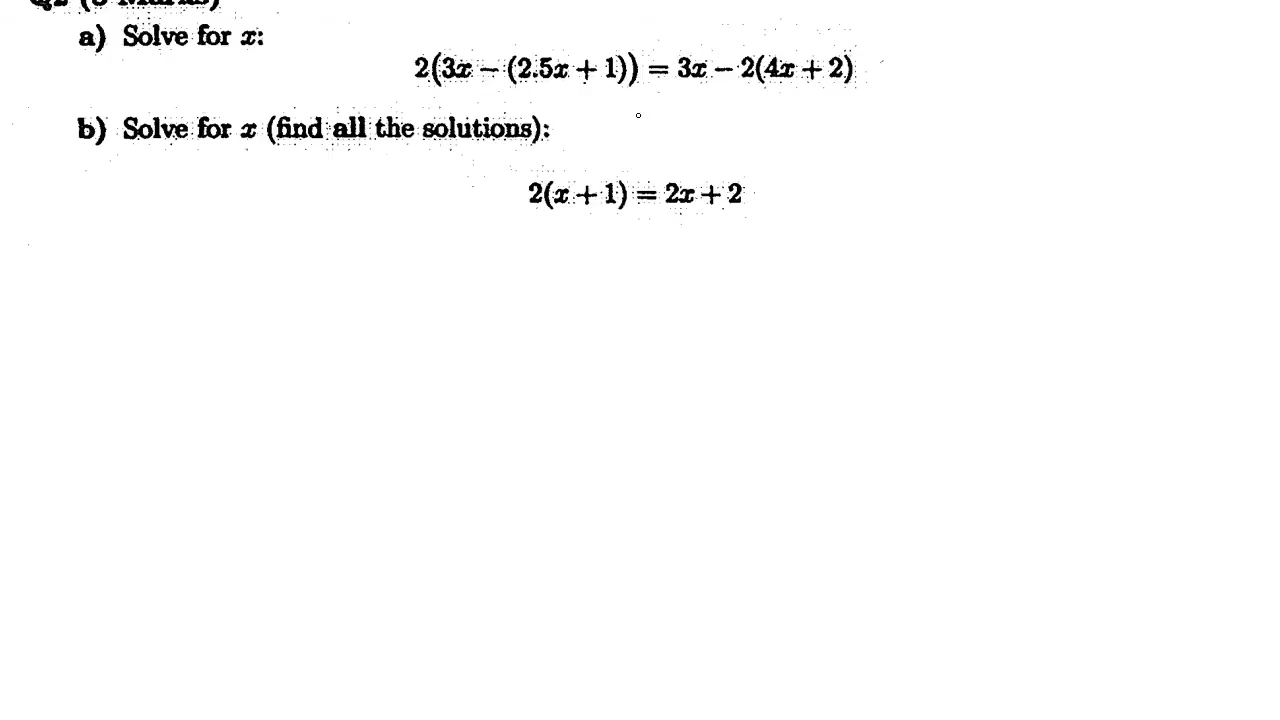 a) Solve for x:
2(3x − (2.5x + 1)) = 3x − 2(4x + 2)
b) Solve for x (find all the solutions):
2(x + 1) = 2x + 2